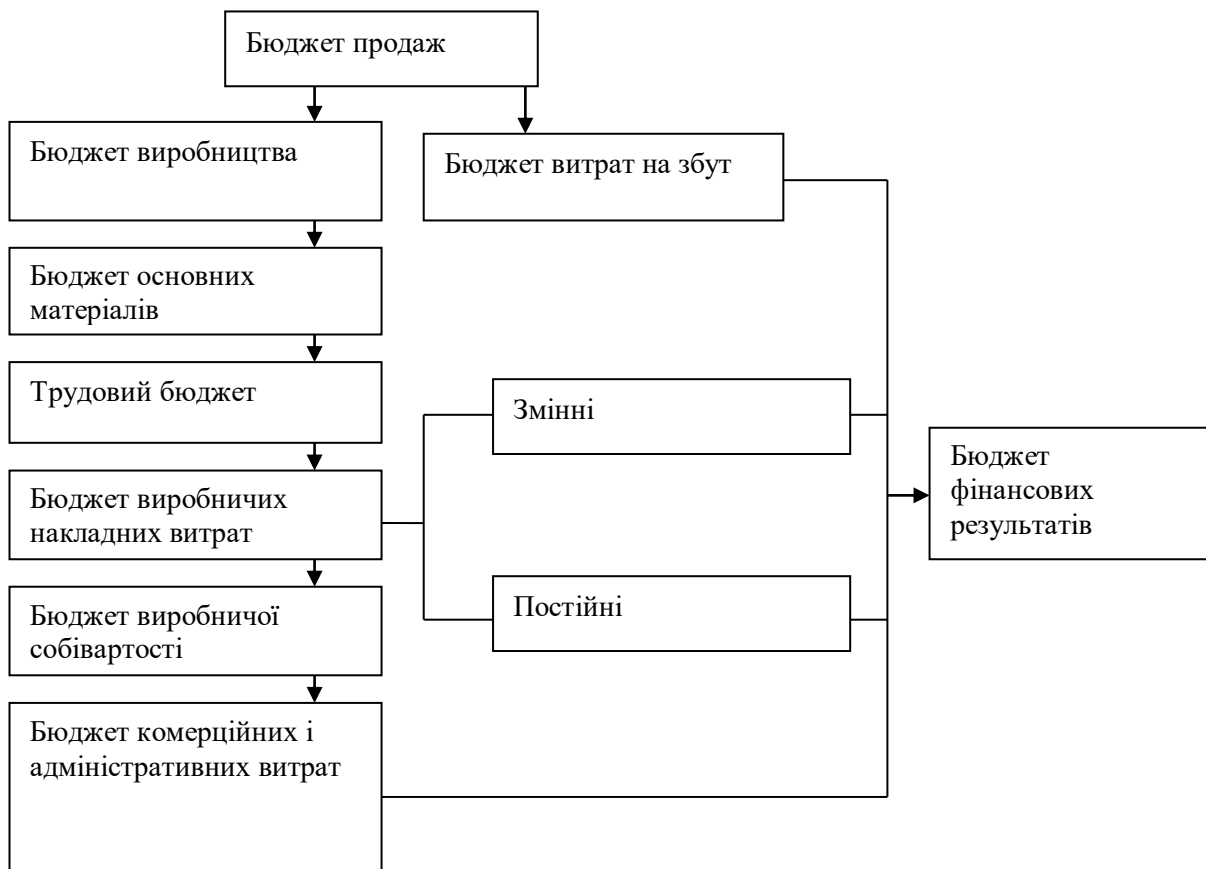 Бюджет продаж
Бюджет виробництва
Бюджет витрат на збут
Бюджет основних
матеріалів
Трудовий бюджет
Змінні
Бюджет
фінансових
результатів
Бюджет виробничих
накладних витрат
Бюджет виробничої
собівартості
Постійні
Бюджет комерційних і
адміністративних витрат